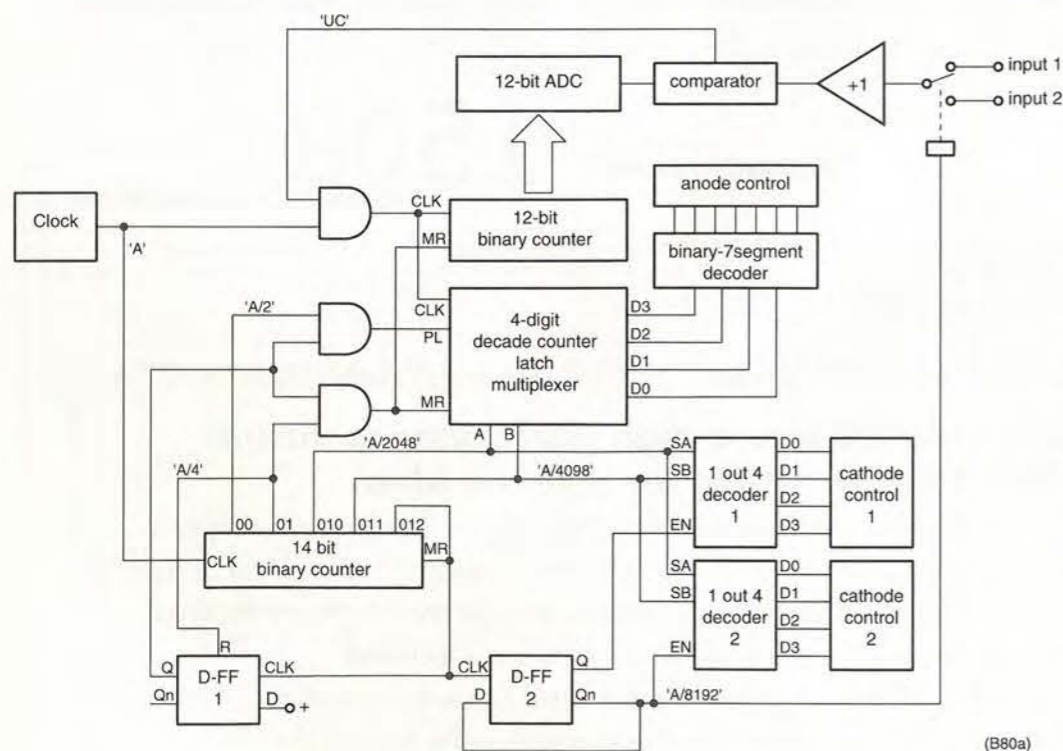 'UC'
12-bit ADC
comparator
+1
input 1
input 2
anode control
Clock
'A'
CLK
MR
12-bit
binary counter
binary-7segment
decoder
'A/2'
CLK
PL
MR
4-digit
decade counter
latch
multiplexer
D3
D2
D1
D0
A
B
'A/2048'
'A/4098'
'A/4'
00
01
010
011
012
CLK
14 bit
binary counter
MR
SA
SB
EN
1 out 4
decoder
1
D0
D1
D2
D3
cathode
control
1
SA
SB
EN
1 out 4
decoder
2
D0
D1
D2
D3
cathode
control
2
R
Q
Qn
D-FF
1
CLK
D
+
CLK
D
D-FF
2
Q
Qn
'A/8192'
(B80a)